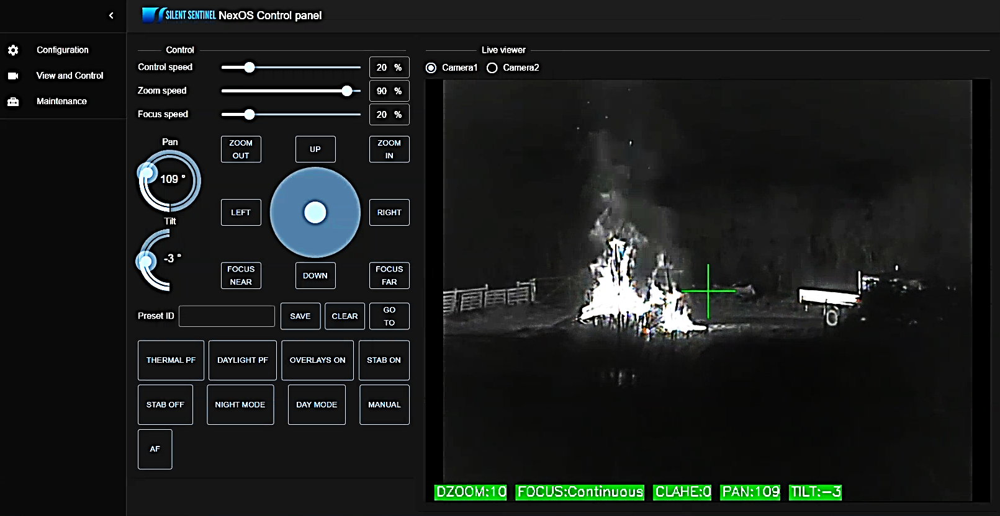 SILENT SENTINEL NexOS Control panel
Configuration
View and Control
Maintenance
Control
Control speed 20 %
Zoom speed 90 %
Focus speed 20 %
Pan
109 °
Tilt
-3 °
ZOOM OUT
UP
ZOOM IN
LEFT
RIGHT
FOCUS NEAR
DOWN
FOCUS FAR
Preset ID SAVE CLEAR GO TO
THERMAL PF DAYLIGHT PF OVERLAYS ON STAB ON
STAB OFF NIGHT MODE DAY MODE MANUAL
AF
Live viewer
Camera1 Camera2
DZOOM:10 FOCUS:Continuous CLAHE:0 PAN:109 TILT:-3